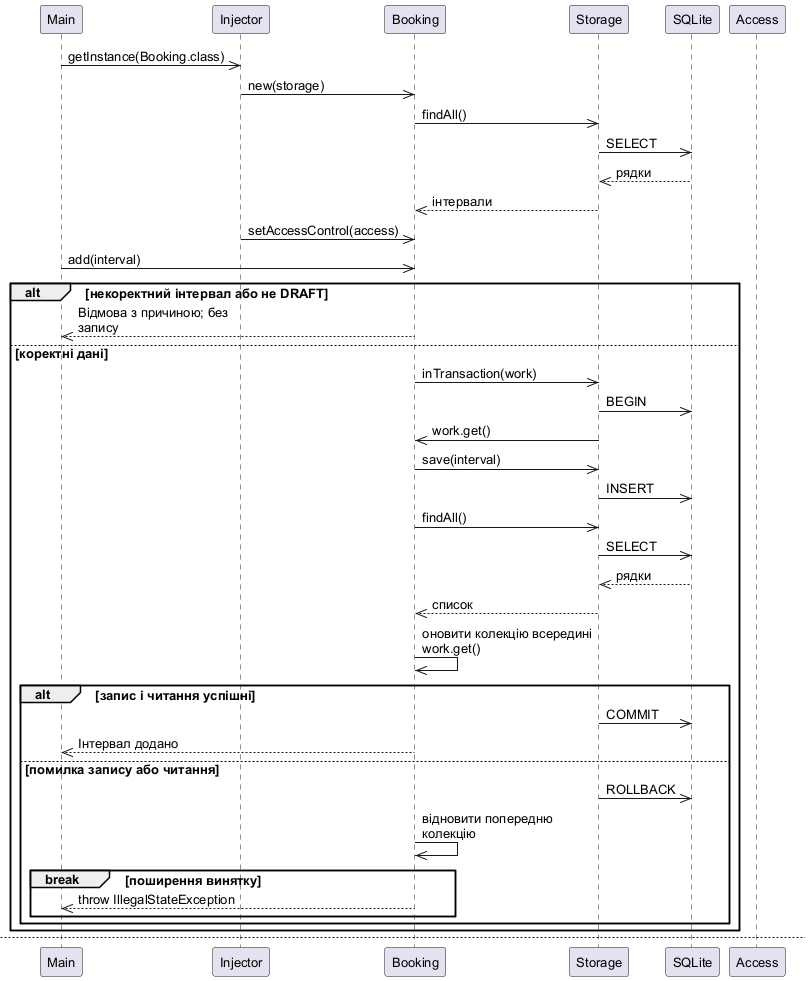 Main Injector Booking Storage SQLite Access
getInstance(Booking.class)
new(storage)
findAll()
SELECT
рядки
інтервали
setAccessControl(access)
add(interval)
alt [некоректний інтервал або не DRAFT]
Відмова з причиною; без
запису
[коректні дані]
inTransaction(work)
BEGIN
work.get()
save(interval)
INSERT
findAll()
SELECT
рядки
список
оновити колекцію всередині
work.get()
alt [запис і читання успішні]
COMMIT
Інтервал додано
[помилка запису або читання]
ROLLBACK
відновити попередню
колекцію
break [поширення винятку]
throw IllegalStateException
Main Injector Booking Storage SQLite Access